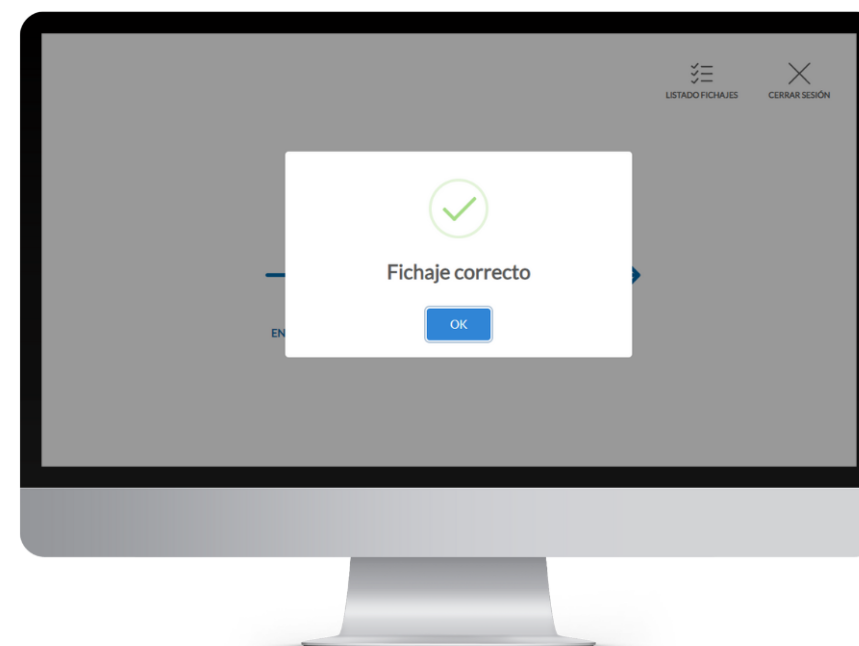 LISTADO FICHAJES
CERRAR SESIÓN
Fichaje correcto
EN
OK